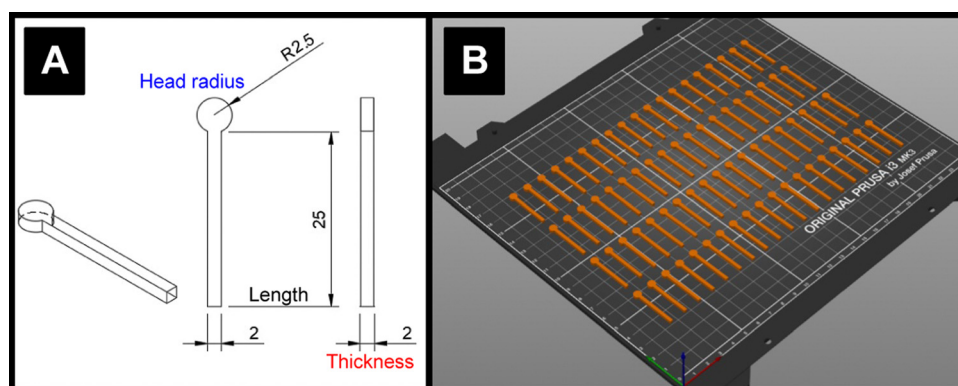 A
Head radius
R2.5
25
Length
2
2
Thickness
B
ORIGINAL PRUSA i3 MK3
by Josef Prusa